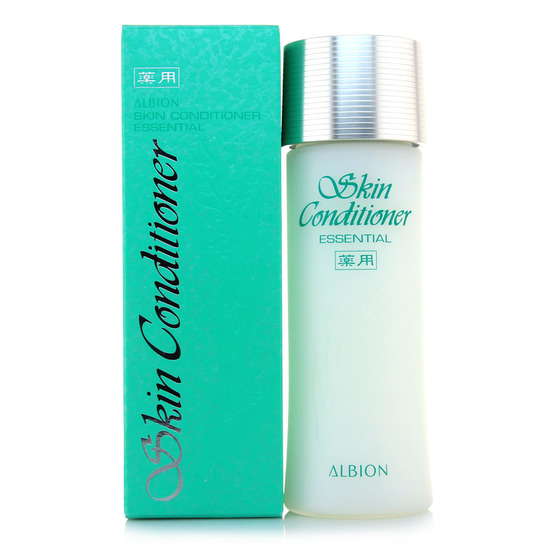 薬用
ALBION
SKIN CONDITIONER
ESSENTIAL
Skin Conditioner
Skin
Conditioner
ESSENTIAL
薬用
ALBION